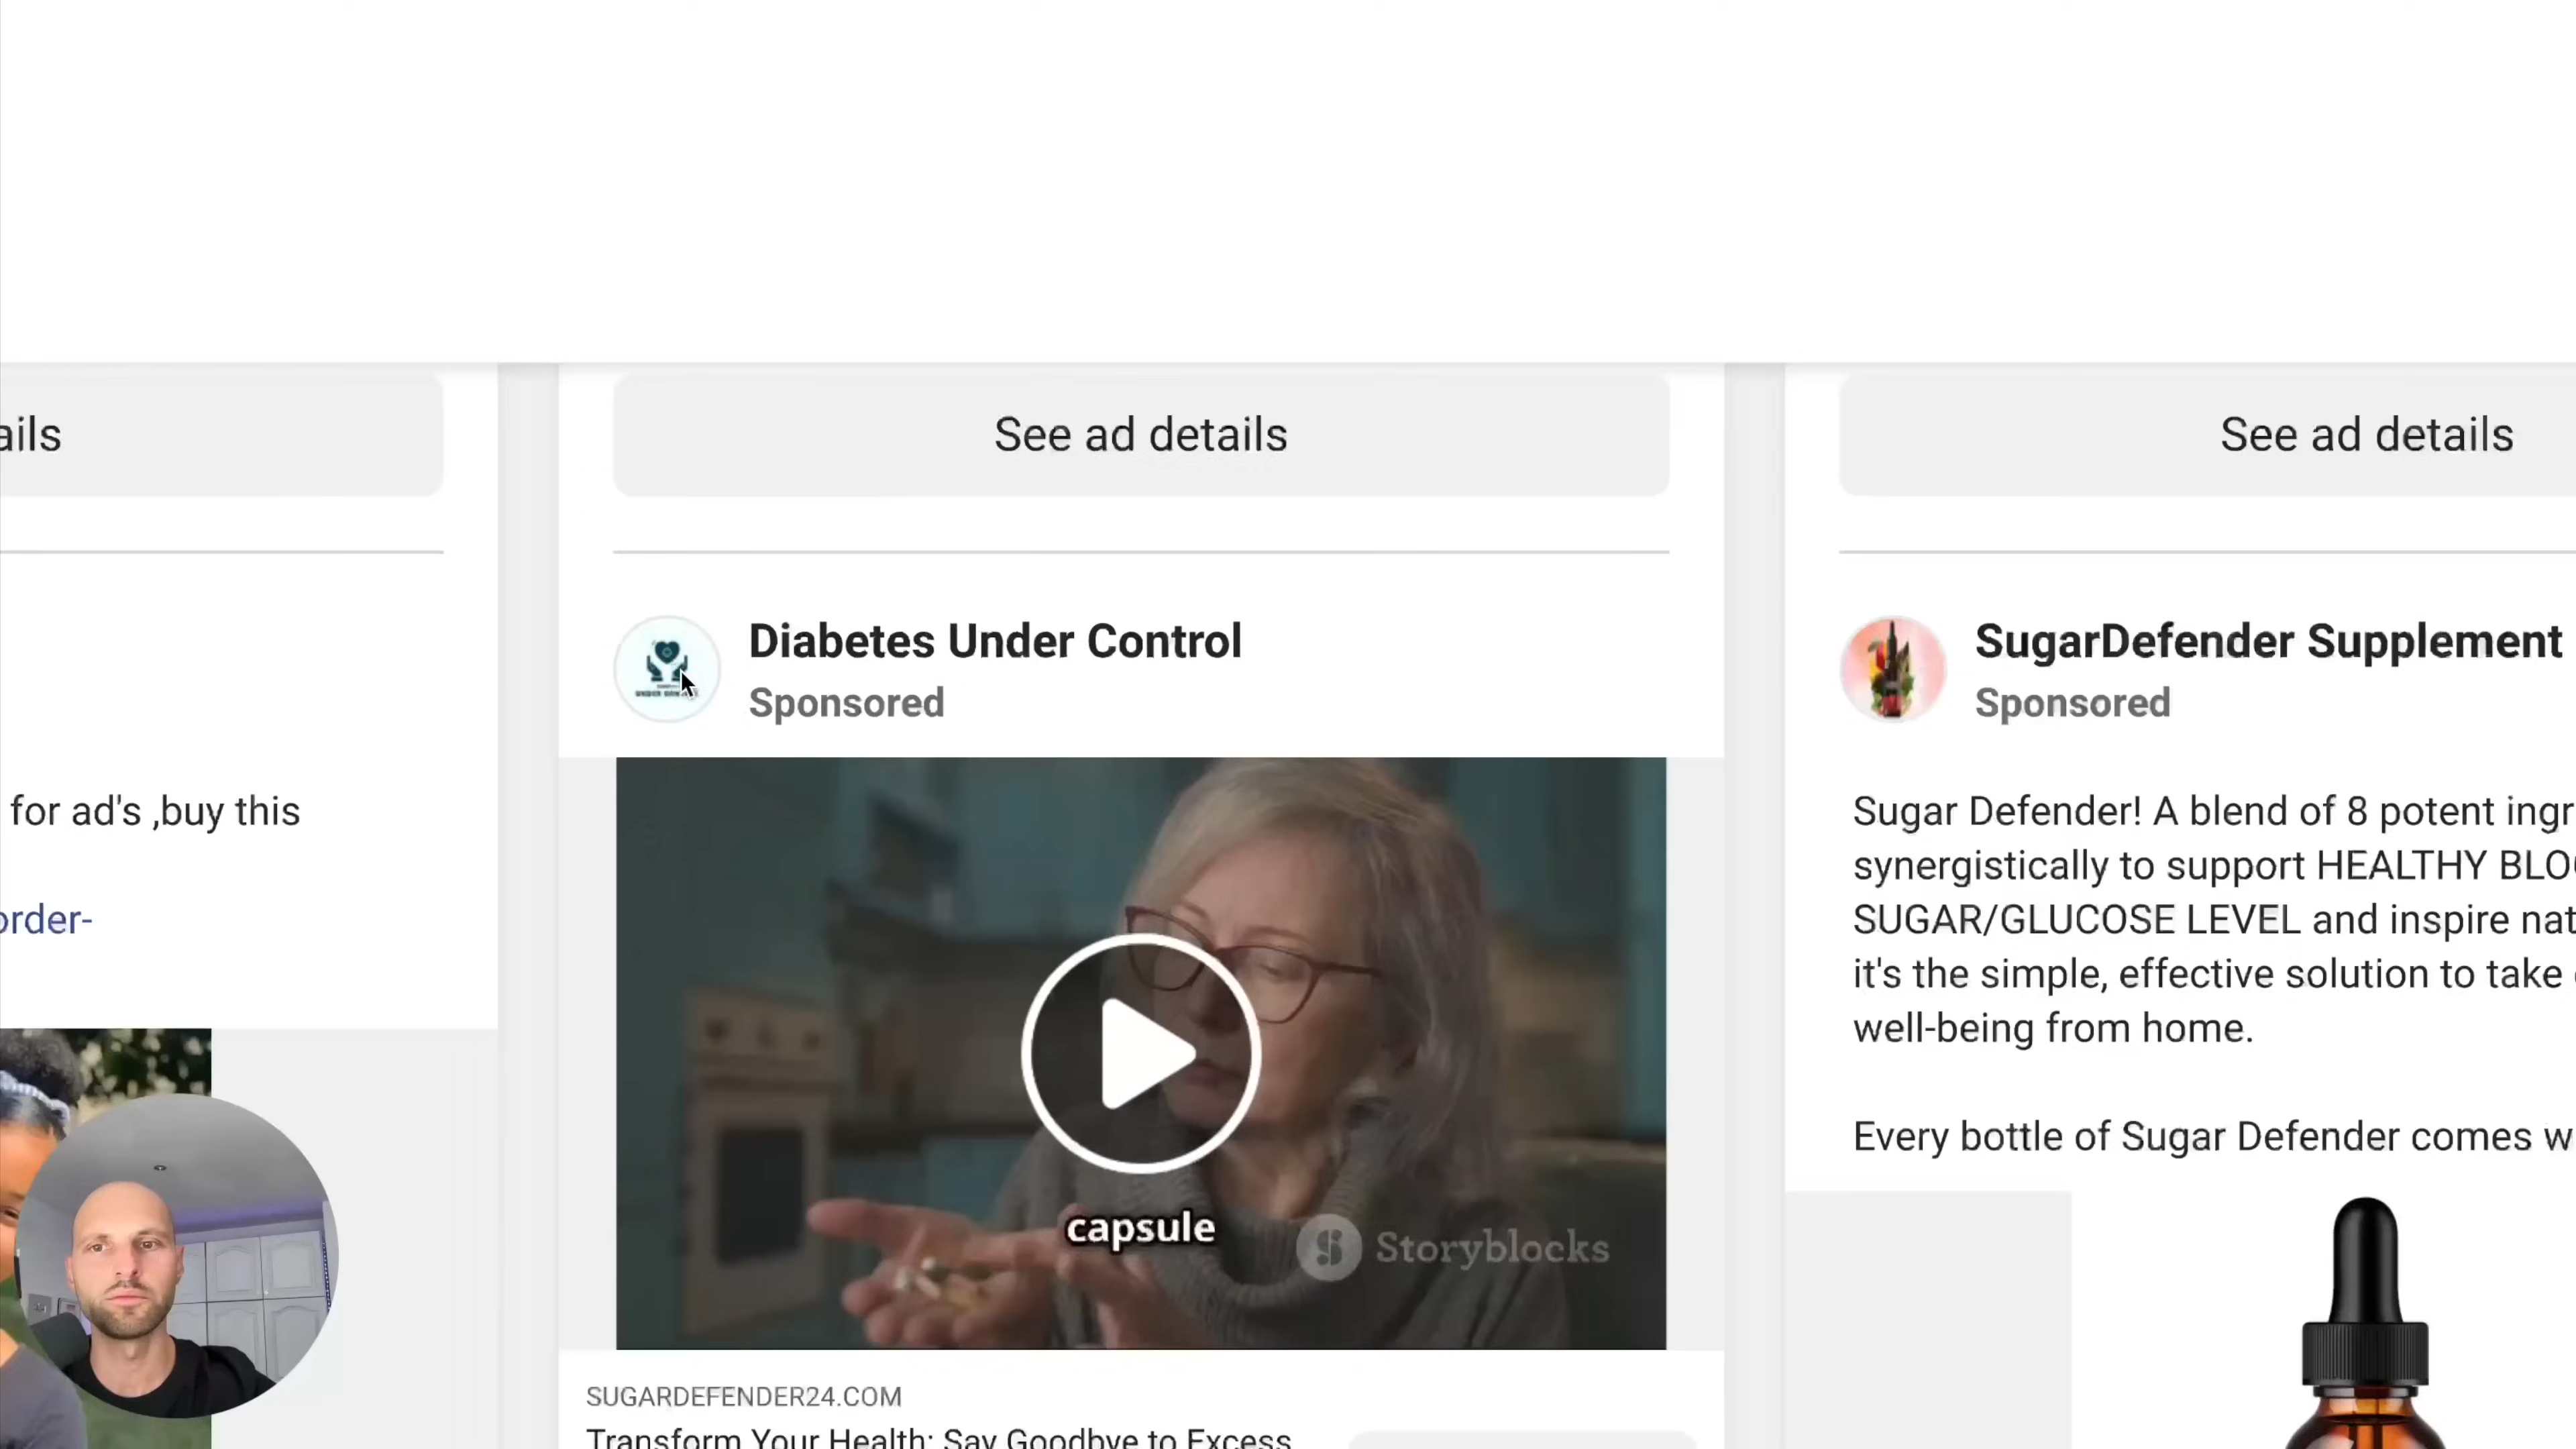 ails
for ad's ,buy this
order-
See ad details
Diabetes Under Control
Sponsored
capsule
Storyblocks
SUGARDEFENDER24.COM
Transform Your Health: Say Goodbye to Excess
See ad details
SugarDefender Supplement
Sponsored
Sugar Defender! A blend of 8 potent ingr
synergistically to support HEALTHY BLO
SUGAR/GLUCOSE LEVEL and inspire nat
it's the simple, effective solution to take
well-being from home.
Every bottle of Sugar Defender comes w